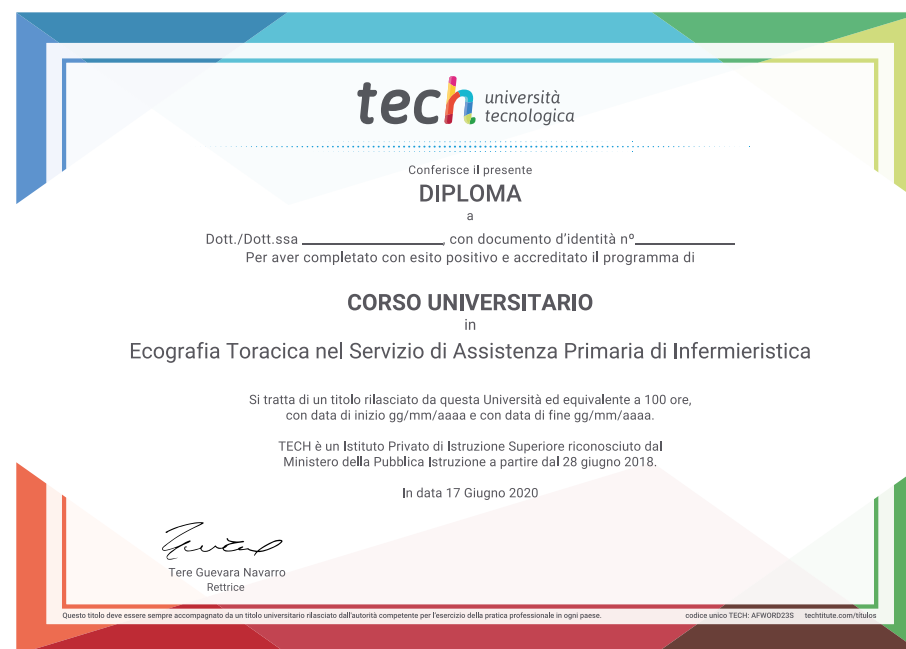 tech università
tecnologica
Conferisce il presente
DIPLOMA
a
Dott./Dott.ssa ____________________, con documento d'identità nº______________
Per aver completato con esito positivo e accreditato il programma di
CORSO UNIVERSITARIO
in
Ecografia Toracica nel Servizio di Assistenza Primaria di Infermieristica
Si tratta di un titolo rilasciato da questa Università ed equivalente a 100 ore,
con data di inizio gg/mm/aaaa e con data di fine gg/mm/aaaa.
TECH è un Istituto Privato di Istruzione Superiore riconosciuto dal
Ministero della Pubblica Istruzione a partire dal 28 giugno 2018.
In data 17 Giugno 2020
Tere Guevara Navarro
Rettrice
Questo titolo deve essere sempre accompagnato da un titolo universitario rilasciato dall'autorità competente per l'esercizio della pratica professionale in ogni paese. codice unico TECH: AFWORD23S techtitute.com/titulos